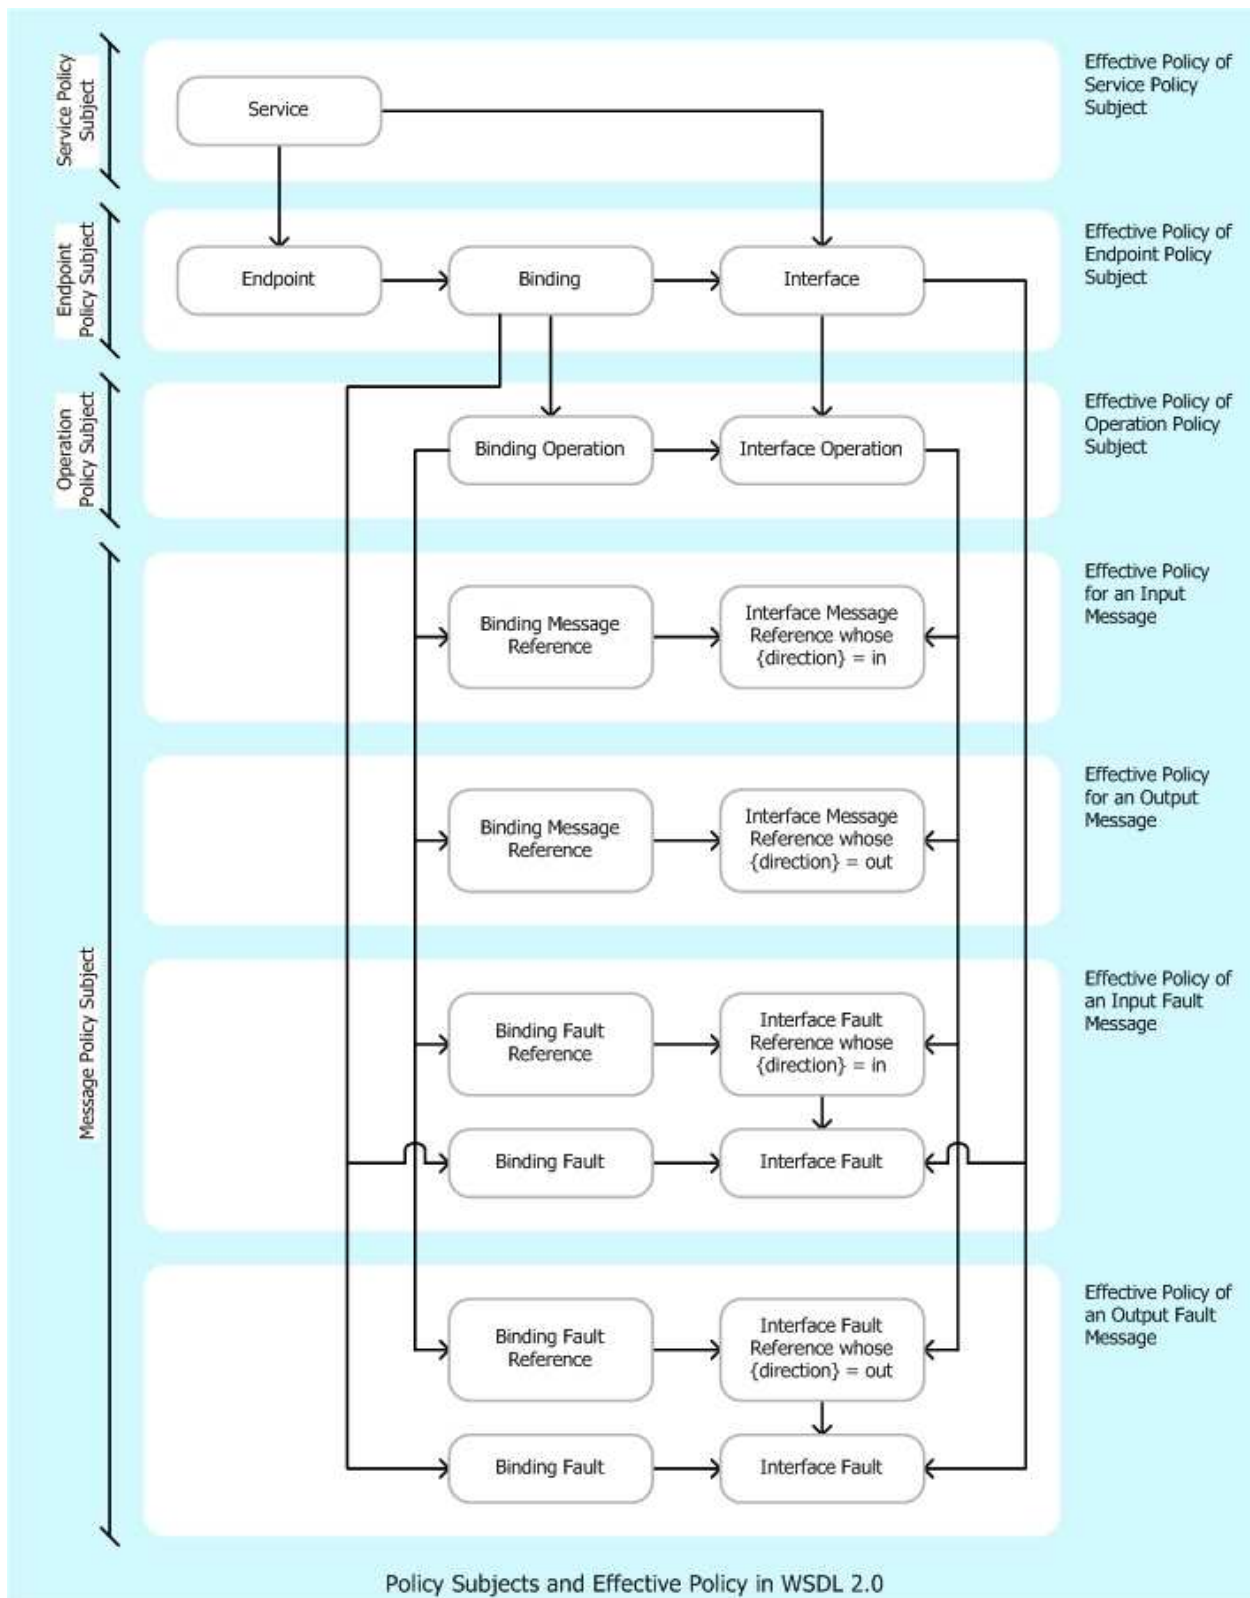 Service Policy
Subject
Service
Effective Policy of
Service Policy
Subject
Endpoint
Policy Subject
Endpoint
Binding
Interface
Effective Policy of
Endpoint Policy
Subject
Operation
Policy Subject
Binding Operation
Interface Operation
Effective Policy of
Operation Policy
Subject
Message Policy Subject
Binding Message
Reference
Interface Message
Reference whose
{direction} = in
Effective Policy
for an Input
Message
Binding Message
Reference
Interface Message
Reference whose
{direction} = out
Effective Policy
for an Output
Message
Binding Fault
Reference
Interface Fault
Reference whose
{direction} = in
Effective Policy of
an Input Fault
Message
Binding Fault
Interface Fault
Binding Fault
Reference
Interface Fault
Reference whose
{direction} = out
Effective Policy of
an Output Fault
Message
Binding Fault
Interface Fault
Policy Subjects and Effective Policy in WSDL 2.0